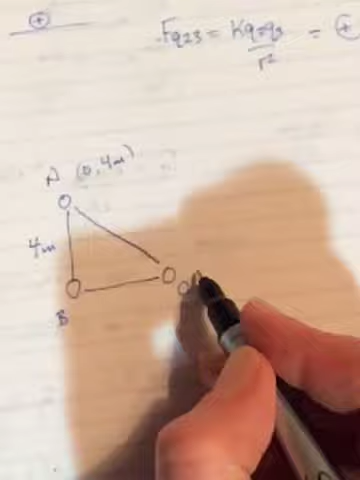 ⊕
Fq23 = Kq2q3 / r² = ⊕
A (0,4m)
4m
B